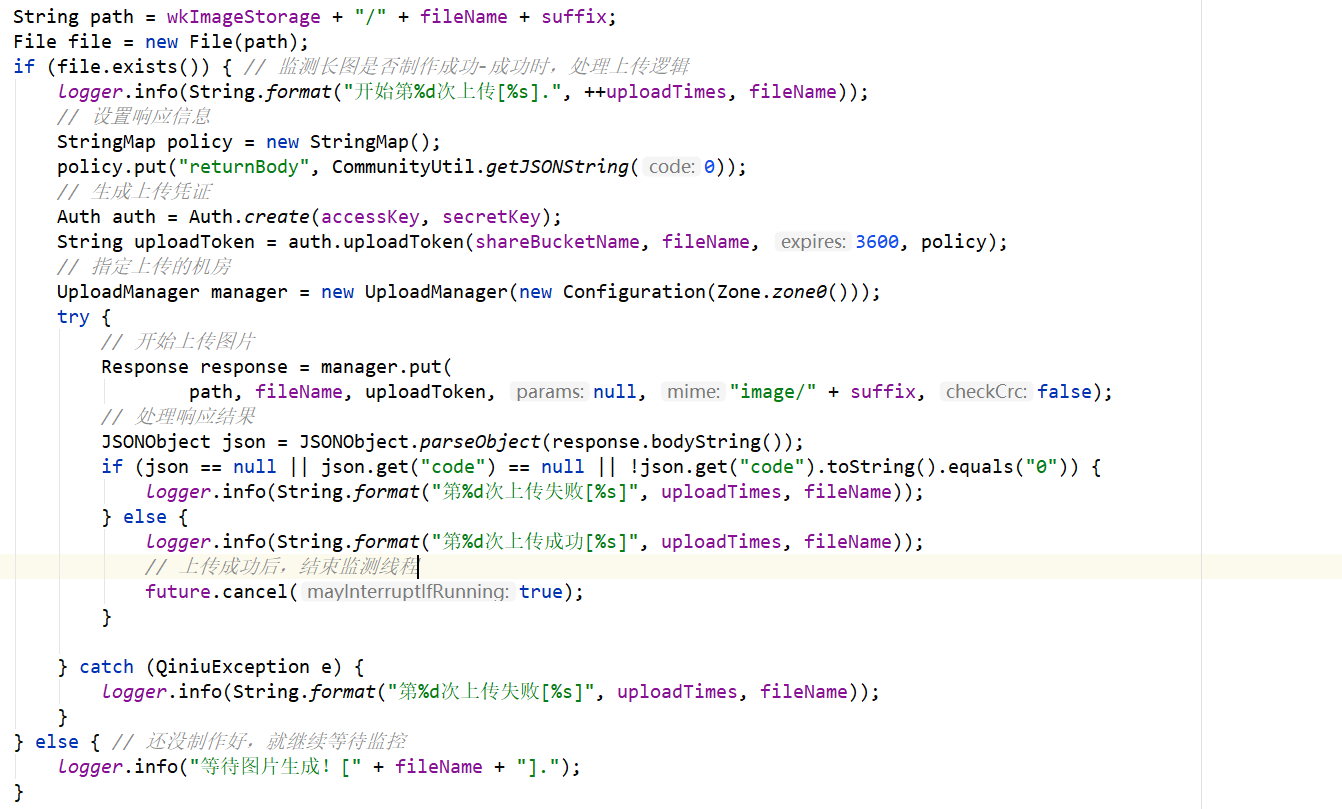 String path = wkImageStorage + "/" + fileName + suffix;
File file = new File(path);
if (file.exists()) { // 监测长图是否制作成功-成功时，处理上传逻辑
    logger.info(String.format("开始第%d次上传[%s].", ++uploadTimes, fileName));
    // 设置响应信息
    StringMap policy = new StringMap();
    policy.put("returnBody", CommunityUtil.getJSONString( code: 0));
    // 生成上传凭证
    Auth auth = Auth.create(accessKey, secretKey);
    String uploadToken = auth.uploadToken(shareBucketName, fileName, expires: 3600, policy);
    // 指定上传的机房
    UploadManager manager = new UploadManager(new Configuration(Zone.zone0()));
    try {
        // 开始上传图片
        Response response = manager.put(
                path, fileName, uploadToken, params: null, mime: "image/" + suffix, checkCrc: false);
        // 处理响应结果
        JSONObject json = JSONObject.parseObject(response.bodyString());
        if (json == null || json.get("code") == null || !json.get("code").toString().equals("0")) {
            logger.info(String.format("第%d次上传失败[%s]", uploadTimes, fileName));
        } else {
            logger.info(String.format("第%d次上传成功[%s]", uploadTimes, fileName));
            // 上传成功后，结束监测线程
            future.cancel( mayInterruptIfRunning: true);
        }
    } catch (QiniuException e) {
        logger.info(String.format("第%d次上传失败[%s]", uploadTimes, fileName));
    }
} else { // 还没制作好，就继续等待监控
    logger.info("等待图片生成！[" + fileName + "].");
}